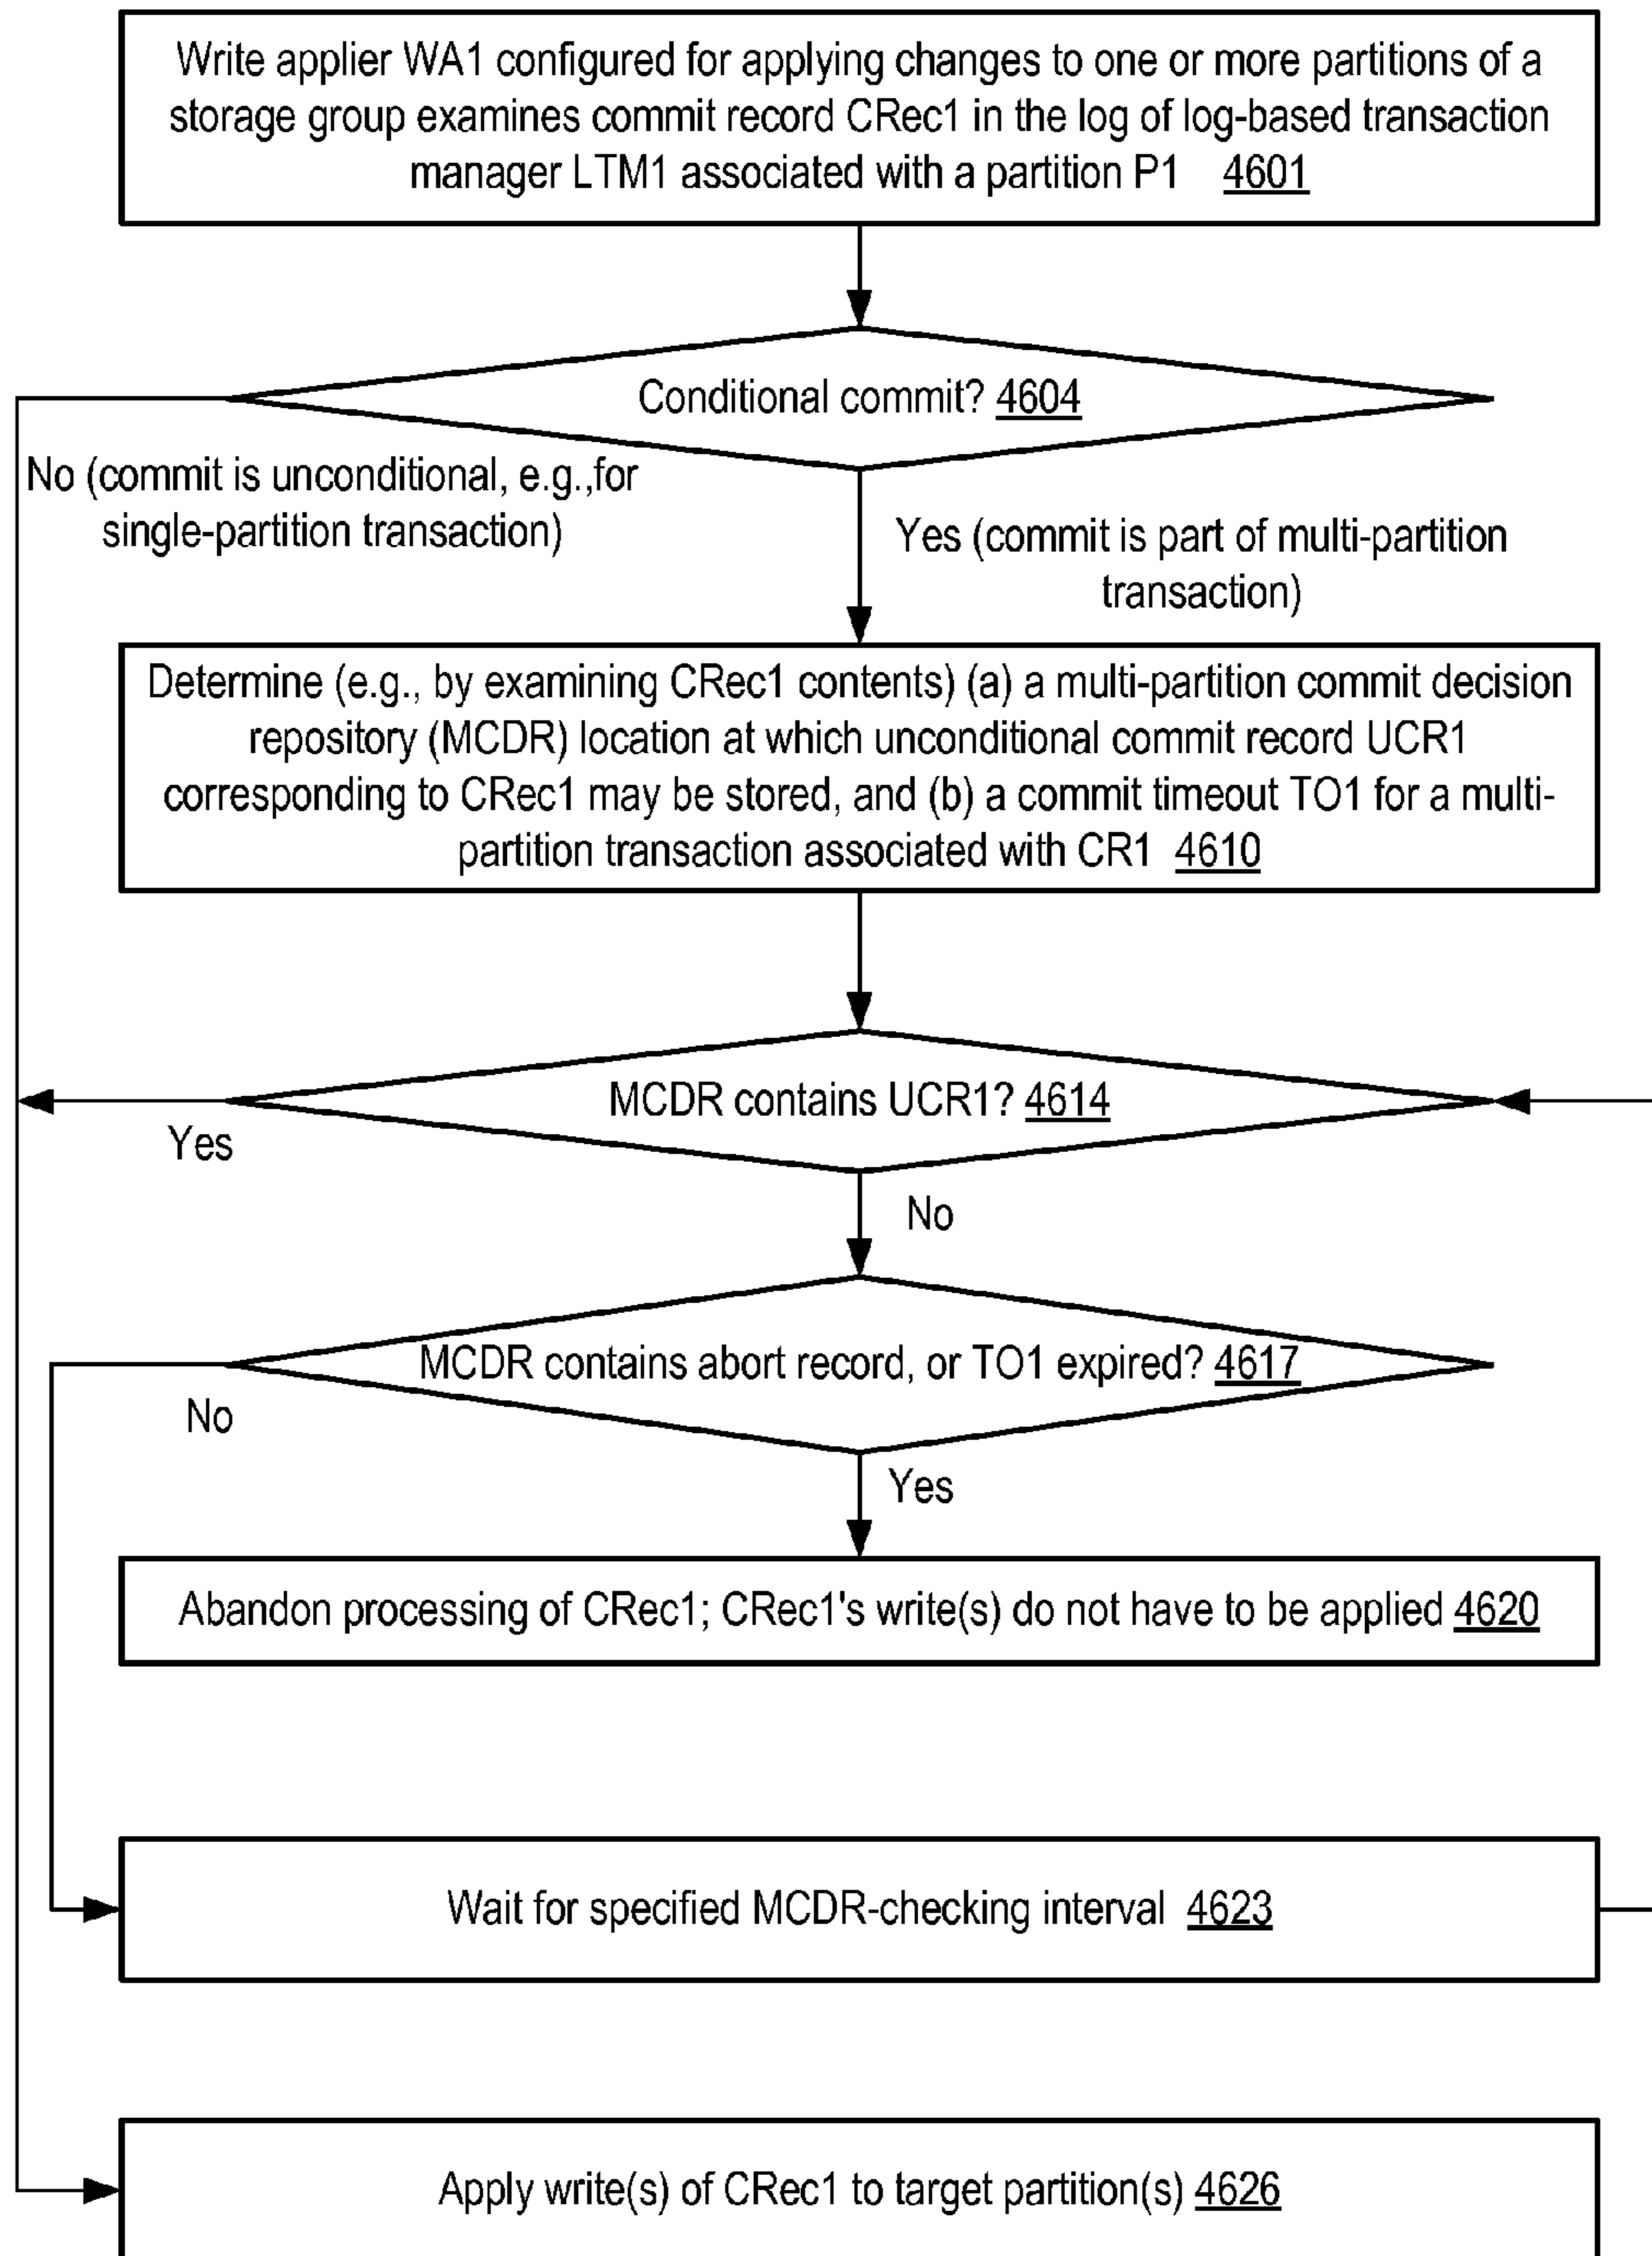 Write applier WA1 configured for applying changes to one or more partitions of a
storage group examines commit record CRec1 in the log of log-based transaction
manager LTM1 associated with a partition P1 4601
Conditional commit? 4604
No (commit is unconditional, e.g.,for
single-partition transaction)
Yes (commit is part of multi-partition
transaction)
Determine (e.g., by examining CRec1 contents) (a) a multi-partition commit decision
repository (MCDR) location at which unconditional commit record UCR1
corresponding to CRec1 may be stored, and (b) a commit timeout TO1 for a multi-
partition transaction associated with CR1 4610
MCDR contains UCR1? 4614
Yes
No
MCDR contains abort record, or TO1 expired? 4617
No
Yes
Abandon processing of CRec1; CRec1's write(s) do not have to be applied 4620
Wait for specified MCDR-checking interval 4623
Apply write(s) of CRec1 to target partition(s) 4626